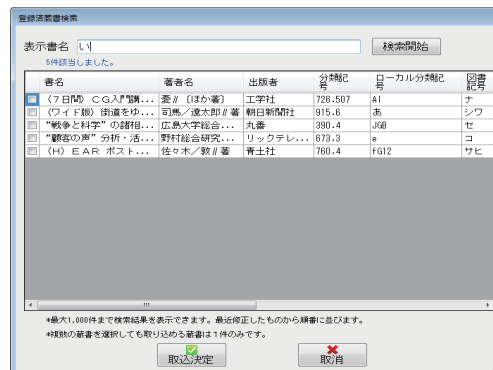 登録済蔵書検索
表示書名 い 検索開始
5件該当しました。
書名 著者名 出版者 分類記号 ローカル分類記号 図書記号
(7日間) CG入門講... 〔ほか著〕 工学社 726.507 AI ナ
(ワイド版) 街道をゆ... 司馬/遼太郎∥著 朝日新聞社 915.6 あ シワ
"戦争と科学"の諸相... 広島大学総合... 丸善 390.4 JGB セ
"顧客の声"分析・活... 野村総合研究... リックテレ... 673.3 e コ
(H) EAR ポスト... 佐々木/敦∥著 青土社 760.4 fG12 サヒ
*最大1,000件まで検索結果を表示できます。最近修正したものから順番に並びます。
*複数の蔵書を選択しても取り込める蔵書は1件のみです。
取込決定 取消